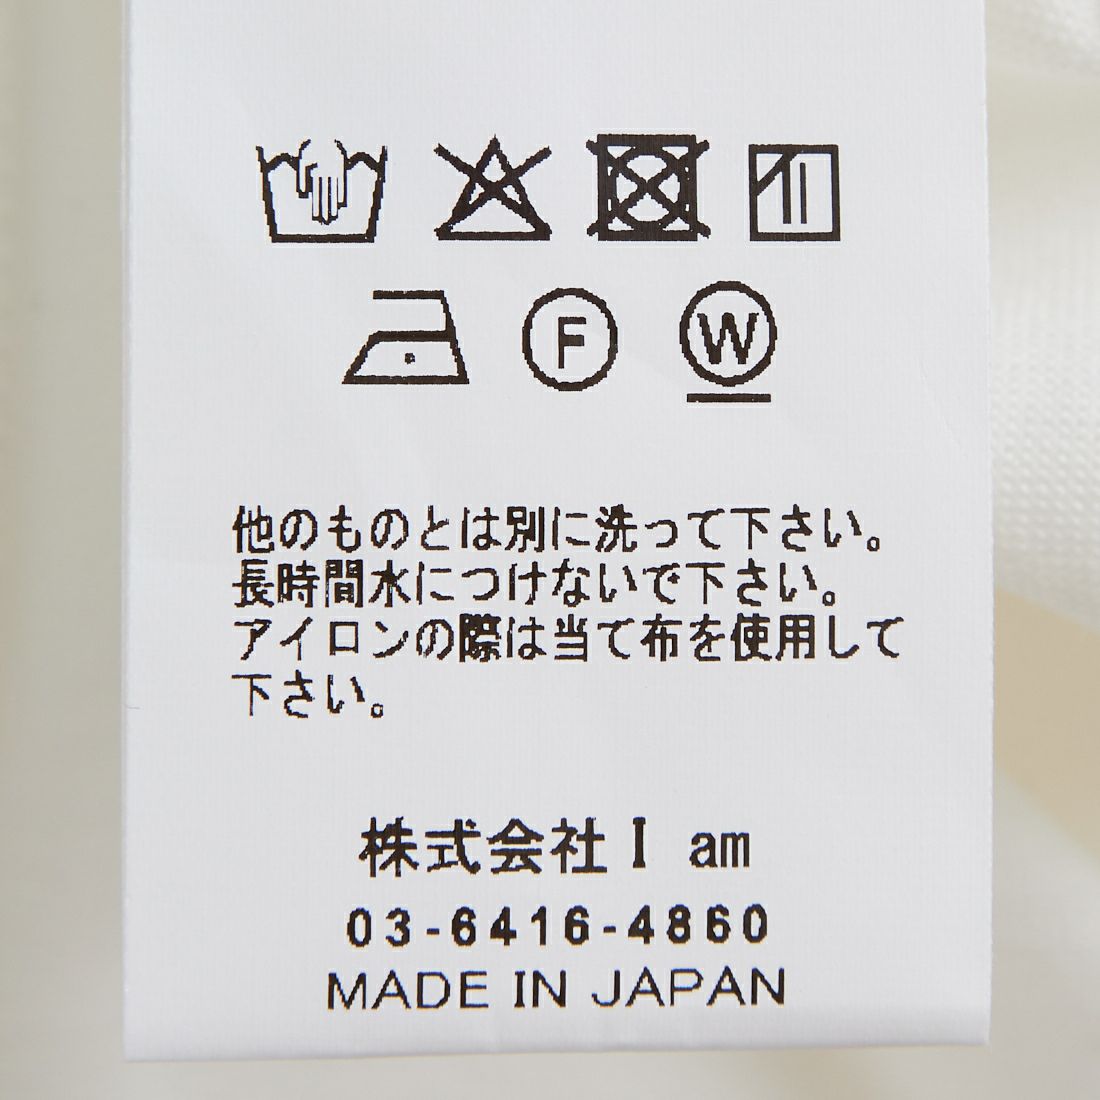 F W
他のものとは別に洗って下さい。
長時間水につけないで下さい。
アイロンの際は当て布を使用して
下さい。
株式会社I am
03-6416-4860
MADE IN JAPAN